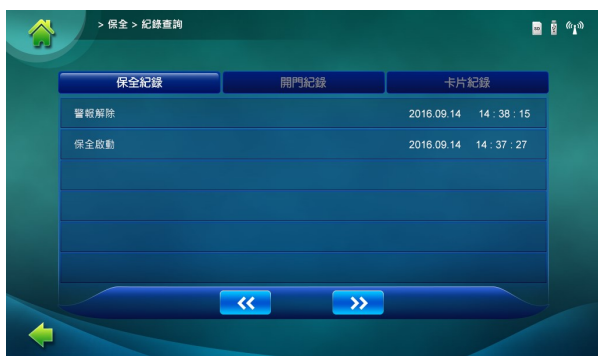 > 保全 > 紀錄查詢
保全紀錄 開門紀錄 卡片紀錄
警報解除 2016.09.14 14 : 38 : 15
保全啟動 2016.09.14 14 : 37 : 27